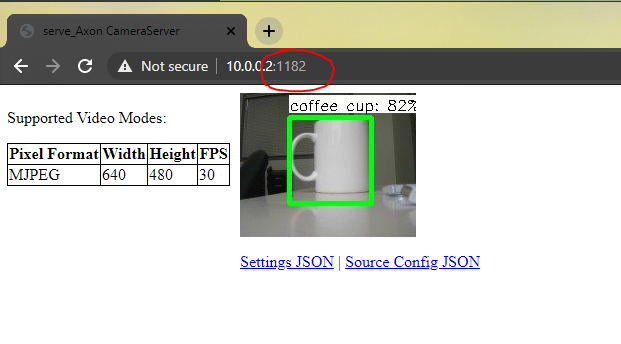 serve_Axon CameraServer
Not secure | 10.0.0.2:1182
Supported Video Modes:
Pixel Format Width Height FPS
MJPEG 640 480 30
coffee cup: 82%
Settings JSON | Source Config JSON